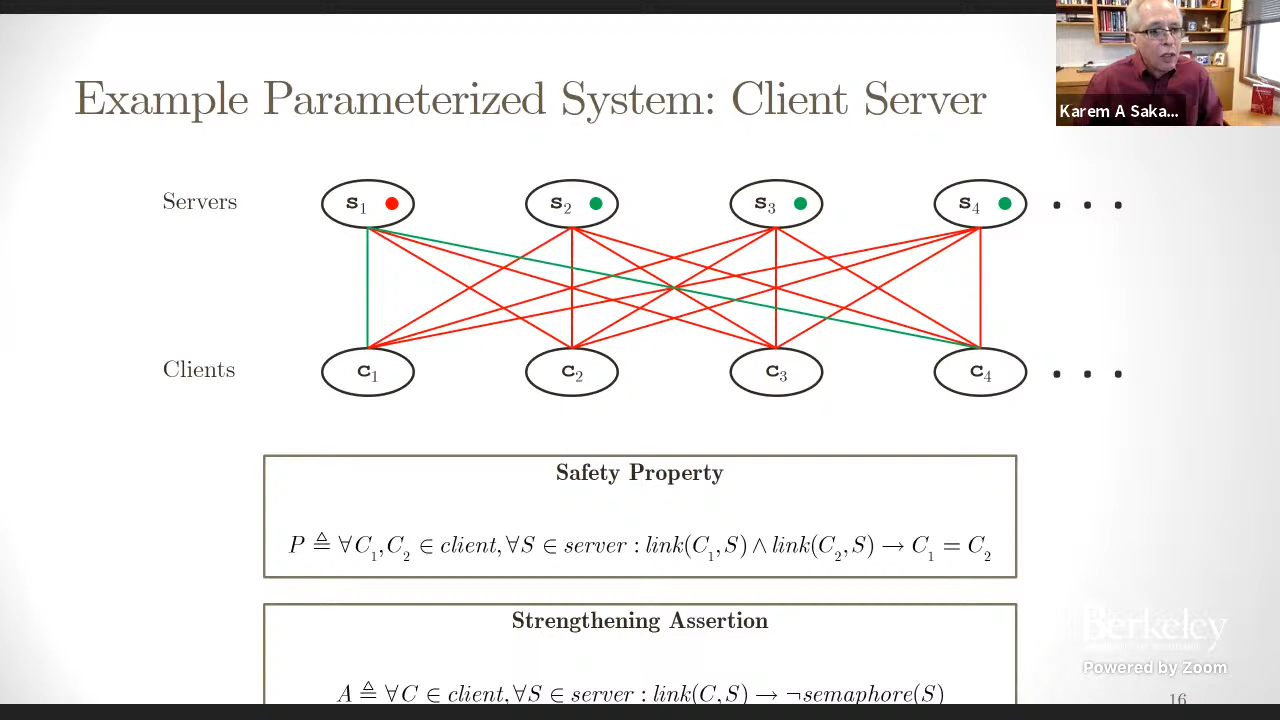 Example Parameterized System: Client Server
Karem A Saka...
Servers
s₁
s₂
s₃
s₄
• • •
Clients
c₁
c₂
c₃
c₄
• • •
Safety Property
P ≜ ∀C₁,C₂ ∈ client,∀S ∈ server : link(C₁,S) ∧ link(C₂,S) → C₁ = C₂
Strengthening Assertion
A ≜ ∀C ∈ client,∀S ∈ server : link(C,S) → ¬semaphore(S)
Berkeley
Powered by Zoom
16